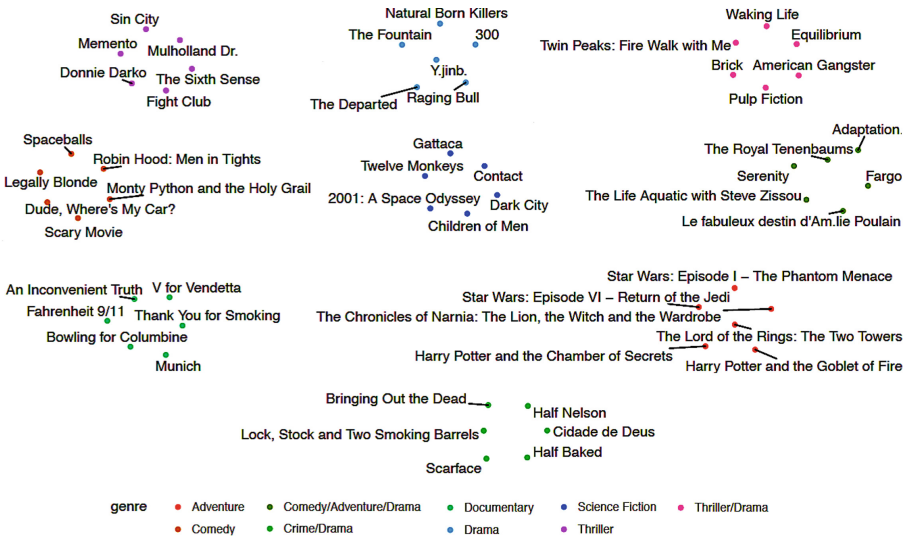 Sin City
Memento
Mulholland Dr.
Donnie Darko
The Sixth Sense
Fight Club
Natural Born Killers
The Fountain
300
Y.jinb.
The Departed
Raging Bull
Waking Life
Twin Peaks: Fire Walk with Me
Equilibrium
Brick
American Gangster
Pulp Fiction
Spaceballs
Robin Hood: Men in Tights
Legally Blonde
Monty Python and the Holy Grail
Dude, Where's My Car?
Scary Movie
Gattaca
Twelve Monkeys
Contact
2001: A Space Odyssey
Dark City
Children of Men
Adaptation.
The Royal Tenenbaums
Serenity
Fargo
The Life Aquatic with Steve Zissou
Le fabuleux destin d'Am.lie Poulain
An Inconvenient Truth
V for Vendetta
Fahrenheit 9/11
Thank You for Smoking
Bowling for Columbine
Munich
Star Wars: Episode I – The Phantom Menace
Star Wars: Episode VI – Return of the Jedi
The Chronicles of Narnia: The Lion, the Witch and the Wardrobe
The Lord of the Rings: The Two Towers
Harry Potter and the Chamber of Secrets
Harry Potter and the Goblet of Fire
Bringing Out the Dead
Half Nelson
Lock, Stock and Two Smoking Barrels
Cidade de Deus
Half Baked
Scarface
genre
Adventure
Comedy/Adventure/Drama
Documentary
Science Fiction
Thriller/Drama
Comedy
Crime/Drama
Drama
Thriller